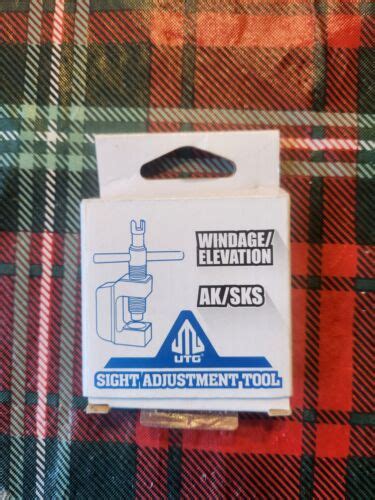 WINDAGE/
ELEVATION
AK/SKS
UTG®
SIGHT ADJUSTMENT TOOL